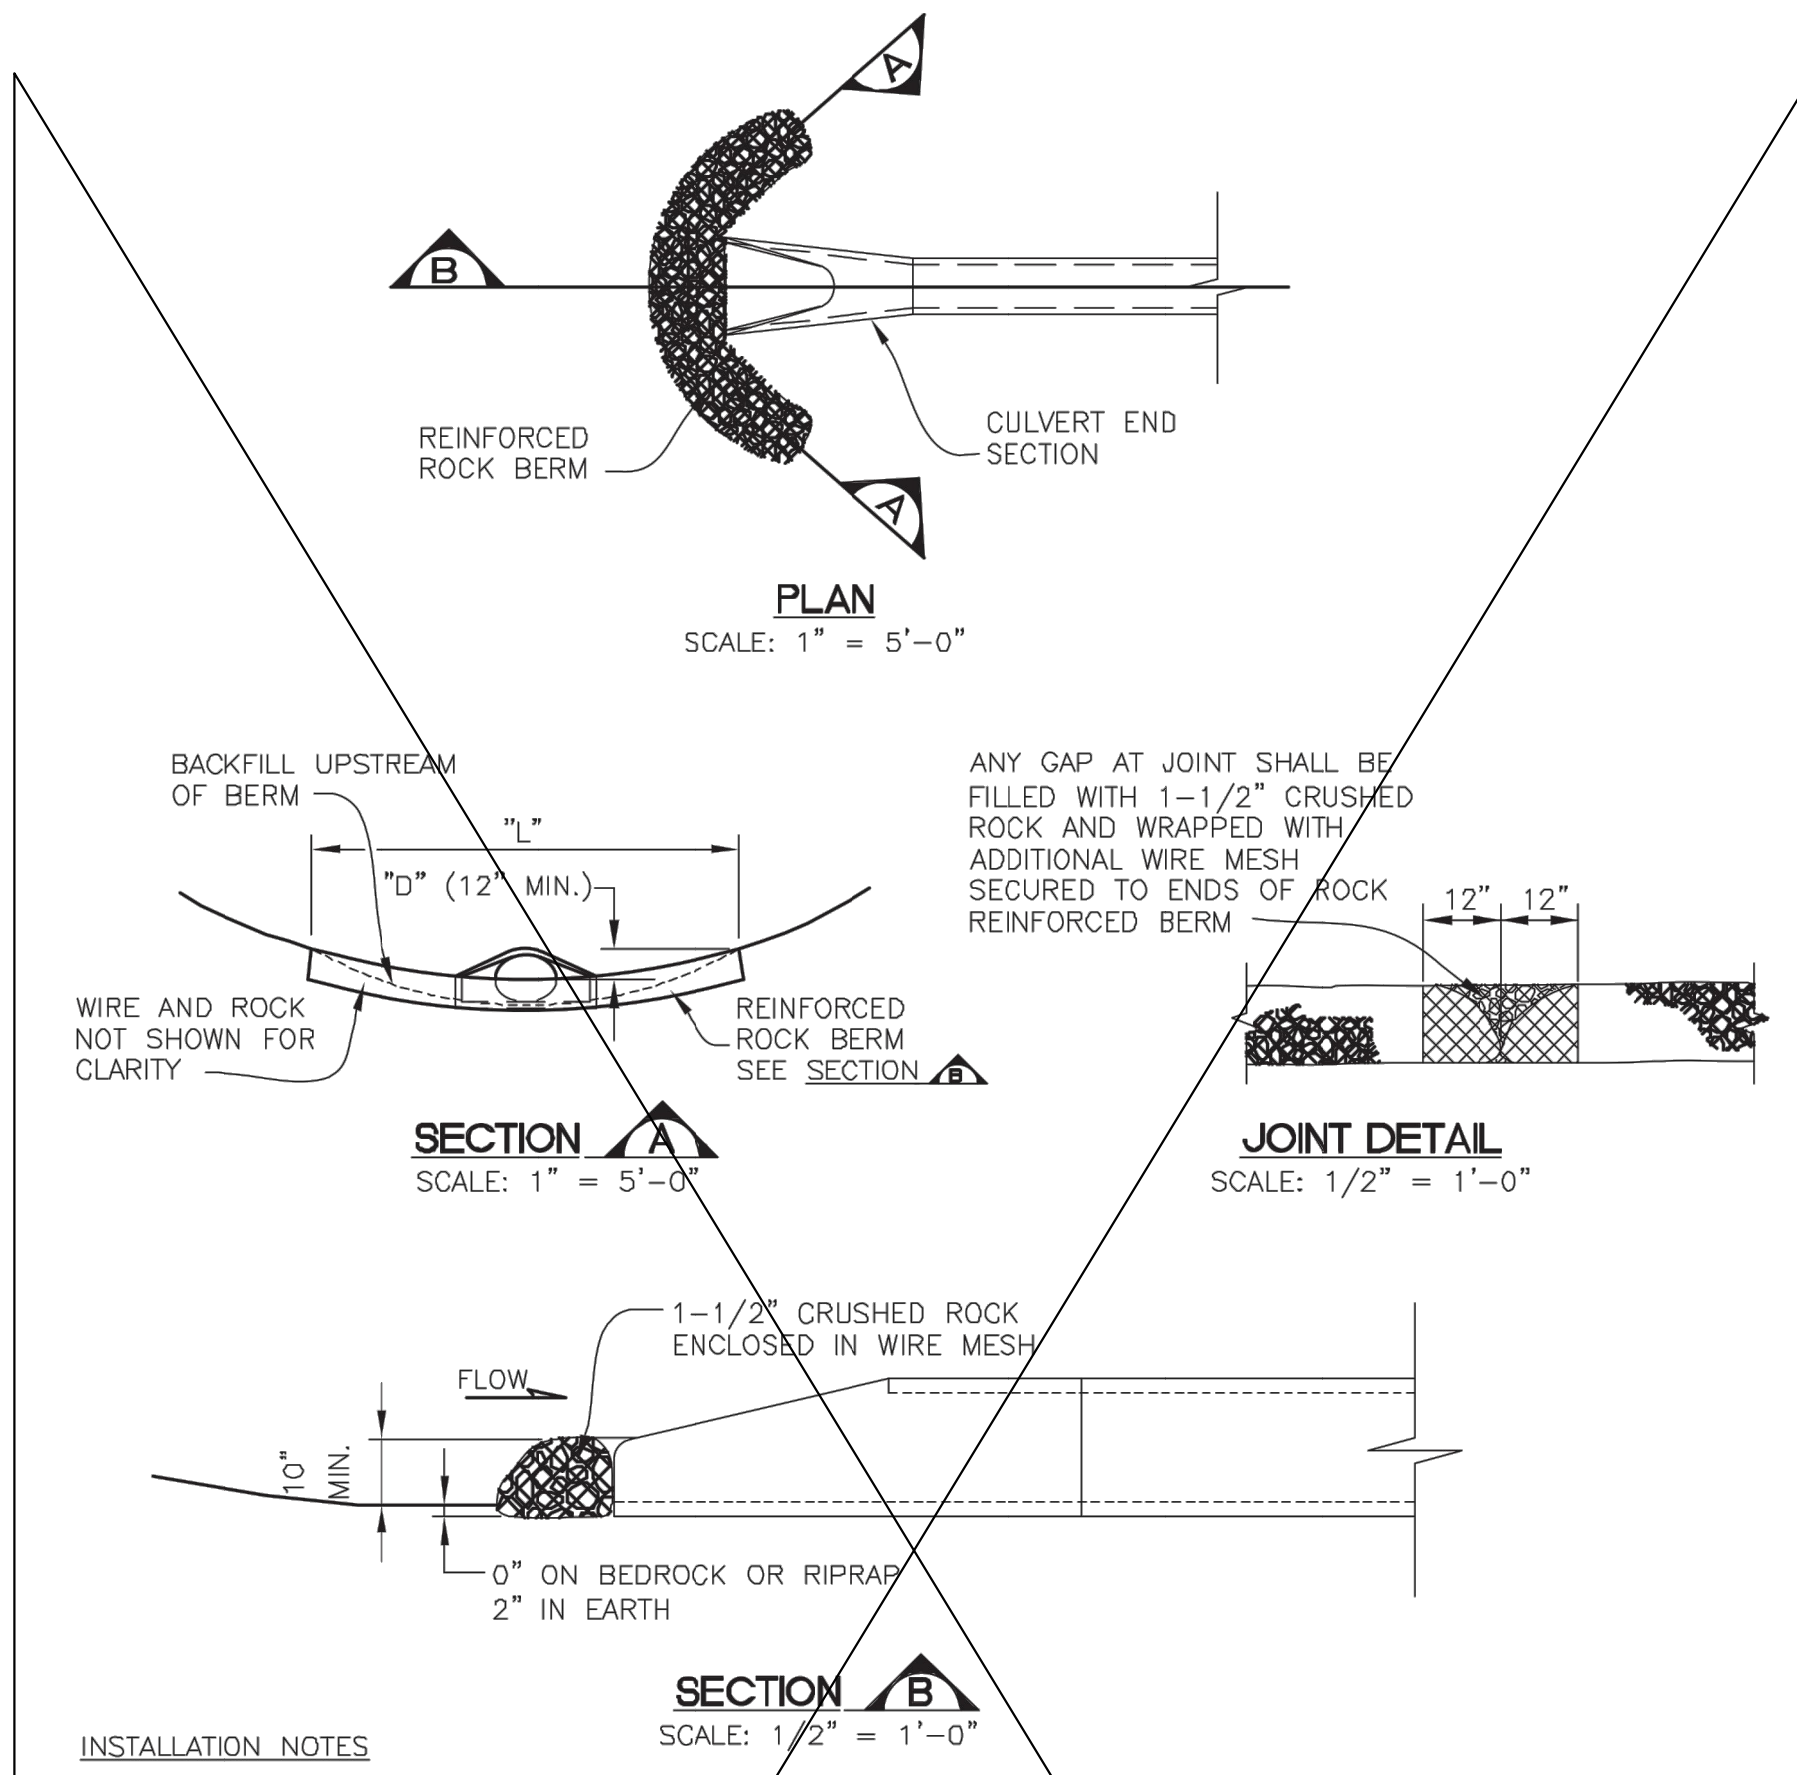 A
B
REINFORCED
ROCK BERM
CULVERT END
SECTION
A
PLAN
SCALE: 1" = 5'-0"
BACKFILL UPSTREAM
OF BERM
"L"
"D" (12" MIN.)
WIRE AND ROCK
NOT SHOWN FOR
CLARITY
REINFORCED
ROCK BERM
SEE SECTION B
SECTION A
SCALE: 1" = 5'-0"
ANY GAP AT JOINT SHALL BE
FILLED WITH 1-1/2" CRUSHED
ROCK AND WRAPPED WITH
ADDITIONAL WIRE MESH
SECURED TO ENDS OF ROCK
REINFORCED BERM
12" 12"
JOINT DETAIL
SCALE: 1/2" = 1'-0"
1-1/2" CRUSHED ROCK
ENCLOSED IN WIRE MESH
FLOW
10"
MIN.
0" ON BEDROCK OR RIPRAP
2" IN EARTH
SECTION B
SCALE: 1/2" = 1'-0"
INSTALLATION NOTES